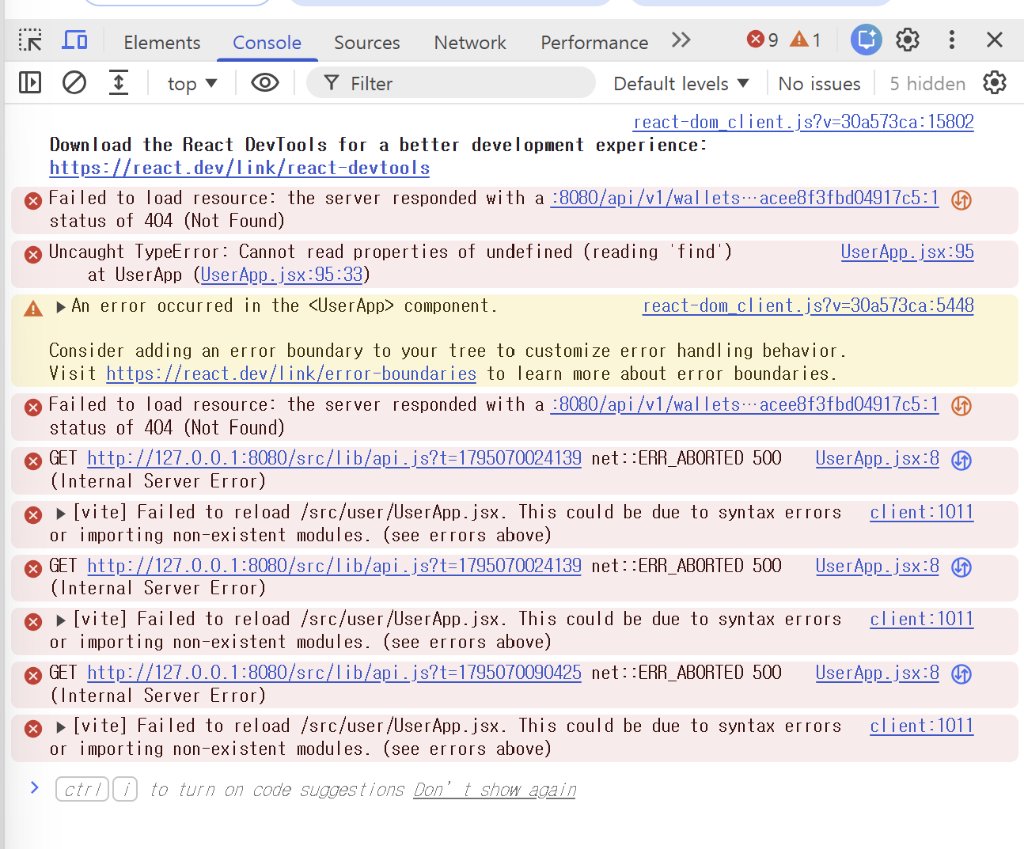 Elements Console Sources Network Performance 9 1
top Filter Default levels No issues 5 hidden
react-dom_client.js?v=30a573ca:15802
Download the React DevTools for a better development experience:
https://react.dev/link/react-devtools
Failed to load resource: the server responded with a :8080/api/v1/wallets…acee8f3fbd04917c5:1
status of 404 (Not Found)
Uncaught TypeError: Cannot read properties of undefined (reading 'find') UserApp.jsx:95
at UserApp (UserApp.jsx:95:33)
An error occurred in the <UserApp> component. react-dom_client.js?v=30a573ca:5448
Consider adding an error boundary to your tree to customize error handling behavior.
Visit https://react.dev/link/error-boundaries to learn more about error boundaries.
Failed to load resource: the server responded with a :8080/api/v1/wallets…acee8f3fbd04917c5:1
status of 404 (Not Found)
GET http://127.0.0.1:8080/src/lib/api.js?t=1795070024139 net::ERR_ABORTED 500 UserApp.jsx:8
(Internal Server Error)
[vite] Failed to reload /src/user/UserApp.jsx. This could be due to syntax errors client:1011
or importing non-existent modules. (see errors above)
GET http://127.0.0.1:8080/src/lib/api.js?t=1795070024139 net::ERR_ABORTED 500 UserApp.jsx:8
(Internal Server Error)
[vite] Failed to reload /src/user/UserApp.jsx. This could be due to syntax errors client:1011
or importing non-existent modules. (see errors above)
GET http://127.0.0.1:8080/src/lib/api.js?t=1795070090425 net::ERR_ABORTED 500 UserApp.jsx:8
(Internal Server Error)
[vite] Failed to reload /src/user/UserApp.jsx. This could be due to syntax errors client:1011
or importing non-existent modules. (see errors above)
ctrl i to turn on code suggestions Don't show again